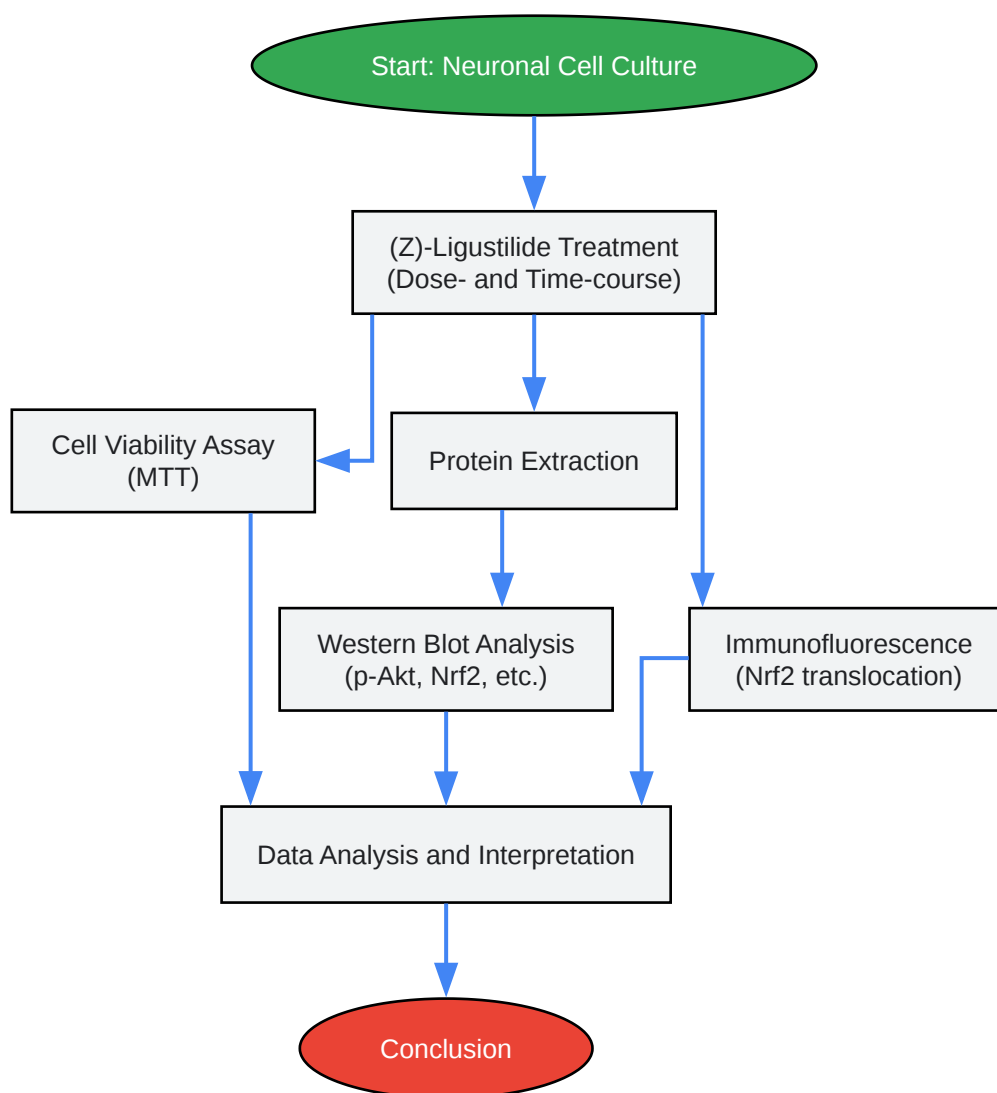 Start: Neuronal Cell Culture
(Z)-Ligustilide Treatment
(Dose- and Time-course)
Cell Viability Assay
(MTT)
Protein Extraction
Western Blot Analysis
(p-Akt, Nrf2, etc.)
Immunofluorescence
(Nrf2 translocation)
Data Analysis and Interpretation
Conclusion